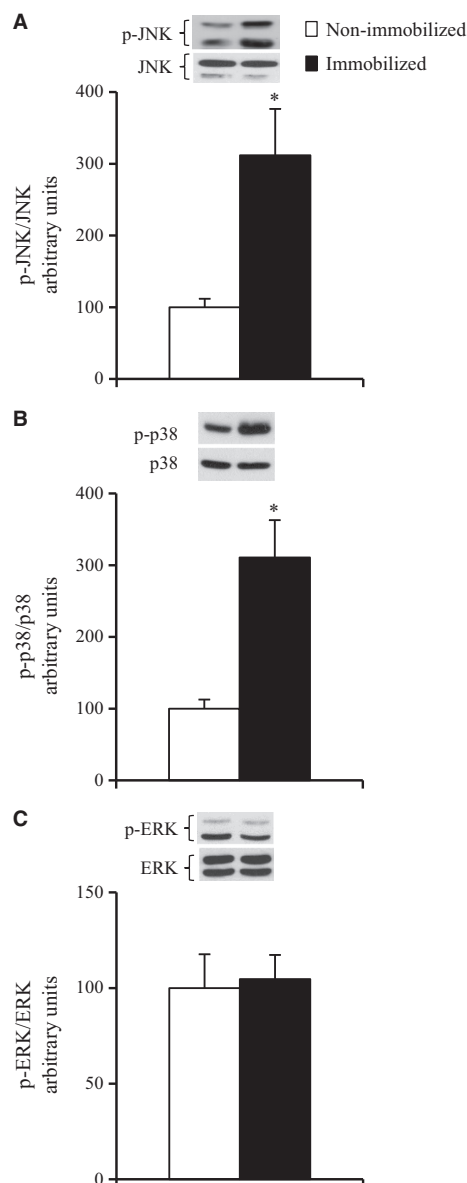 A
p-JNK
JNK
Non-immobilized
Immobilized
400
300
200
100
0
*
p-JNK/JNK
arbitrary units
B
p-p38
p38
400
300
200
100
0
*
p-p38/p38
arbitrary units
C
p-ERK
ERK
150
100
50
0
p-ERK/ERK
arbitrary units